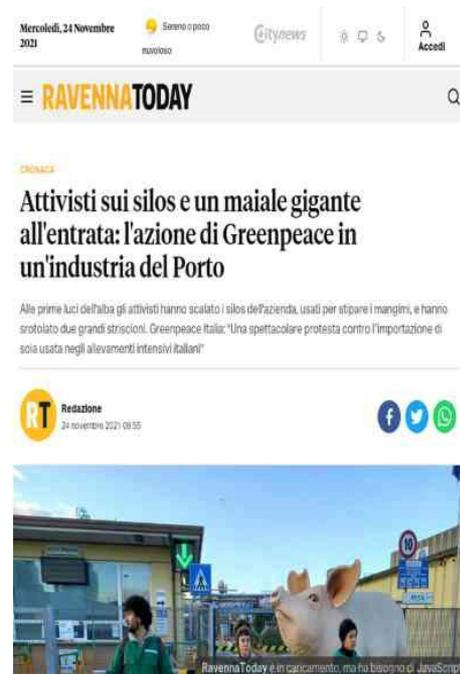 Mercoledì, 24 Novembre
2021
Sereno o poco
nuvoloso
Citynews
Accedi
RAVENNATODAY
CRONACA
Attivisti sui silos e un maiale gigante
all'entrata: l'azione di Greenpeace in
un'industria del Porto
Alle prime luci dell'alba gli attivisti hanno scalato i silos dell'azienda, usati per stipare i mangimi, e hanno
srotolato due grandi striscioni. Greenpeace Italia: "Una spettacolare protesta contro l'importazione di
soia usata negli allevamenti intensivi italiani"
RT
Redazione
24 novembre 2021 09:55
10
RavennaToday è in caricamento, ma ha bisogno di JavaScript